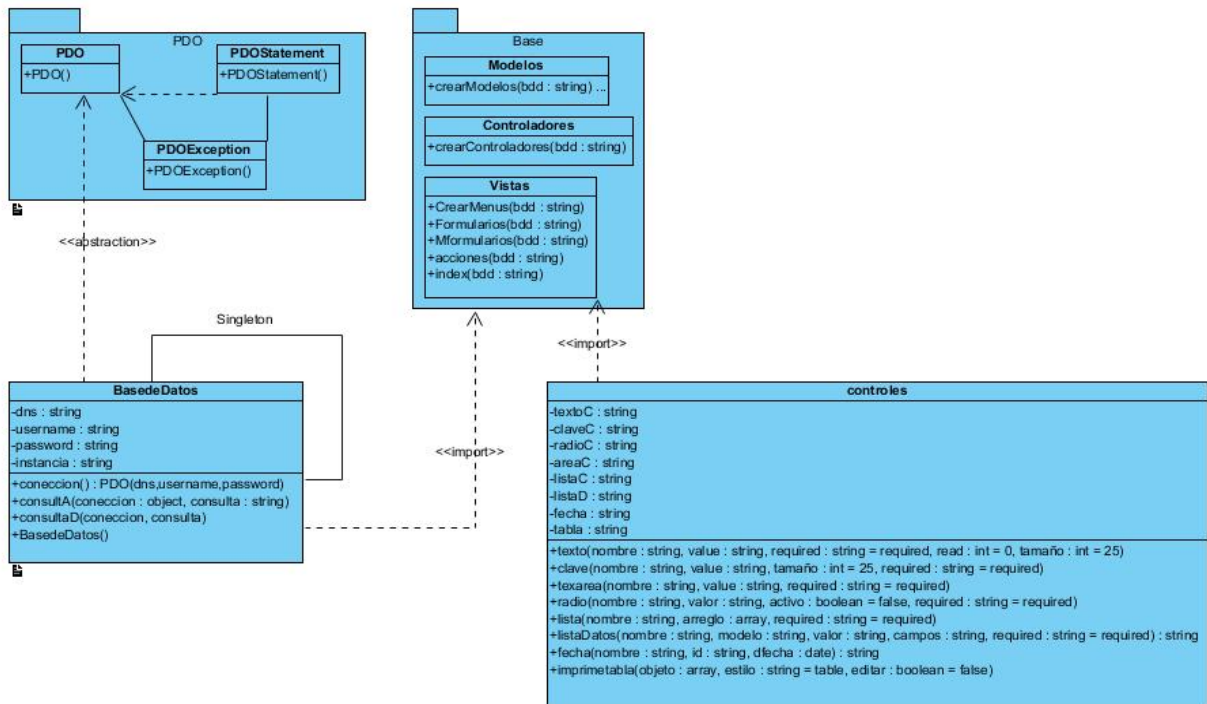 PDO
PDO
+PDO()
PDOStatement
+PDOStatement()
PDOException
+PDOException()
<<abstraction>>
Base
Modelos
+crearModelos(bdd : string) ...
Controladores
+crearControladores(bdd : string)
Vistas
+CrearMenus(bdd : string)
+Formularios(bdd : string)
+Mformularios(bdd : string)
+acciones(bdd : string)
+index(bdd : string)
Singleton
<<import>>
<<import>>
BasedeDatos
-dns : string
-username : string
-password : string
-instancia : string
+coneccion() : PDO(dns,username,password)
+consultA(coneccion : object, consulta : string)
+consultaD(coneccion, consulta)
+BasedeDatos()
controles
-textoC : string
-claveC : string
-radioC : string
-areaC : string
-listaC : string
-listaD : string
-fecha : string
-tabla : string
+texto(nombre : string, value : string, required : string = required, read : int = 0, tamaño : int = 25)
+clave(nombre : string, value : string, tamaño : int = 25, required : string = required)
+texarea(nombre : string, value : string, required : string = required)
+radio(nombre : string, valor : string, activo : boolean = false, required : string = required)
+lista(nombre : string, arreglo : array, required : string = required)
+listaDatos(nombre : string, modelo : string, valor : string, campos : string, required : string = required) : string
+fecha(nombre : string, id : string, dfecha : date) : string
+imprimetabla(objeto : array, estilo : string = table, editar : boolean = false)